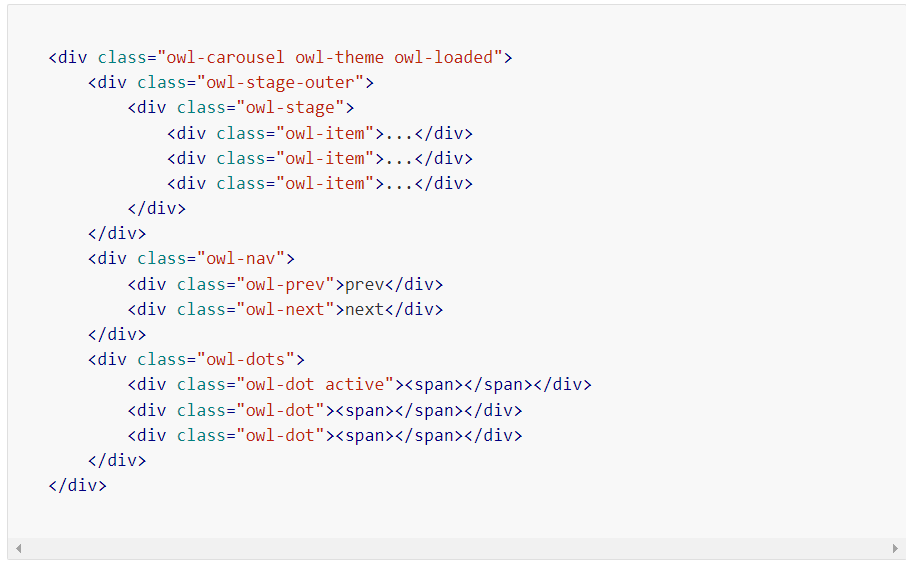 <div class="owl-carousel owl-theme owl-loaded">
    <div class="owl-stage-outer">
        <div class="owl-stage">
            <div class="owl-item">...</div>
            <div class="owl-item">...</div>
            <div class="owl-item">...</div>
        </div>
    </div>
    <div class="owl-nav">
        <div class="owl-prev">prev</div>
        <div class="owl-next">next</div>
    </div>
    <div class="owl-dots">
        <div class="owl-dot active"><span></span></div>
        <div class="owl-dot"><span></span></div>
        <div class="owl-dot"><span></span></div>
    </div>
</div>